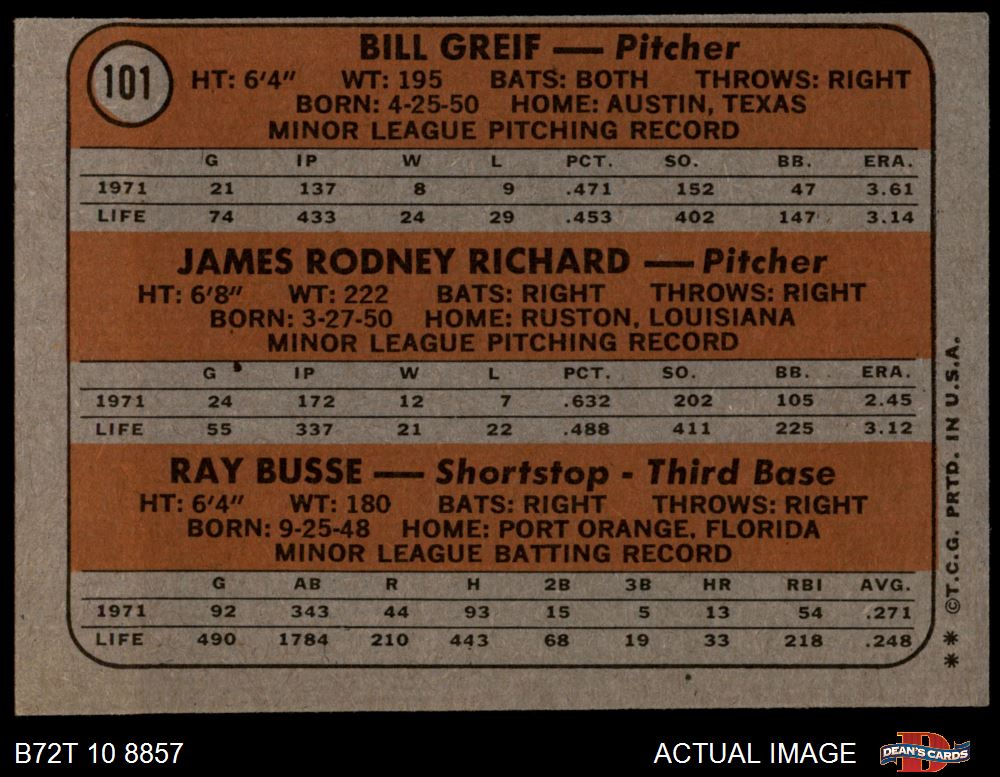 101
BILL GREIF — Pitcher
HT: 6'4" WT: 195 BATS: BOTH THROWS: RIGHT
BORN: 4-25-50 HOME: AUSTIN, TEXAS
MINOR LEAGUE PITCHING RECORD
G IP W L PCT. SO. BB. ERA.
1971 21 137 8 9 .471 152 47 3.61
LIFE 74 433 24 29 .453 402 147 3.14
JAMES RODNEY RICHARD — Pitcher
HT: 6'8" WT: 222 BATS: RIGHT THROWS: RIGHT
BORN: 3-27-50 HOME: RUSTON, LOUISIANA
MINOR LEAGUE PITCHING RECORD
G IP W L PCT. SO. BB. ERA.
1971 24 172 12 7 .632 202 105 2.45
LIFE 55 337 21 22 .488 411 225 3.12
RAY BUSSE — Shortstop - Third Base
HT: 6'4" WT: 180 BATS: RIGHT THROWS: RIGHT
BORN: 9-25-48 HOME: PORT ORANGE, FLORIDA
MINOR LEAGUE BATTING RECORD
G AB R H 2B 3B HR RBI AVG.
1971 92 343 44 93 15 5 13 54 .271
LIFE 490 1784 210 443 68 19 33 218 .248
** ©T.C.G. PRTD. IN U.S.A.
B72T 10 8857
ACTUAL IMAGE
DEAN'S CARDS